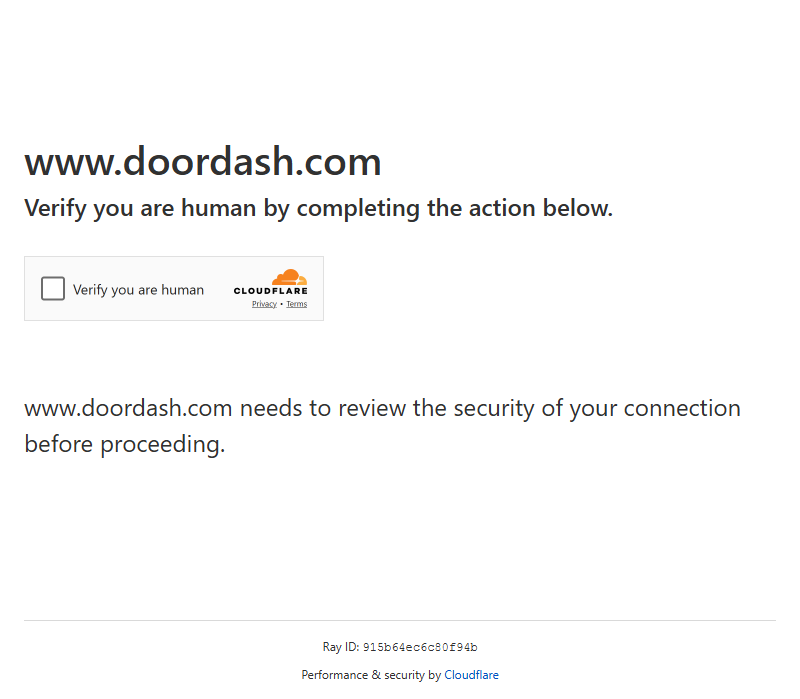 www.doordash.com
Verify you are human by completing the action below.
Verify you are human
CLOUDFLARE
Privacy • Terms
www.doordash.com needs to review the security of your connection
before proceeding.
Ray ID: 915b64ec6c80f94b
Performance & security by Cloudflare